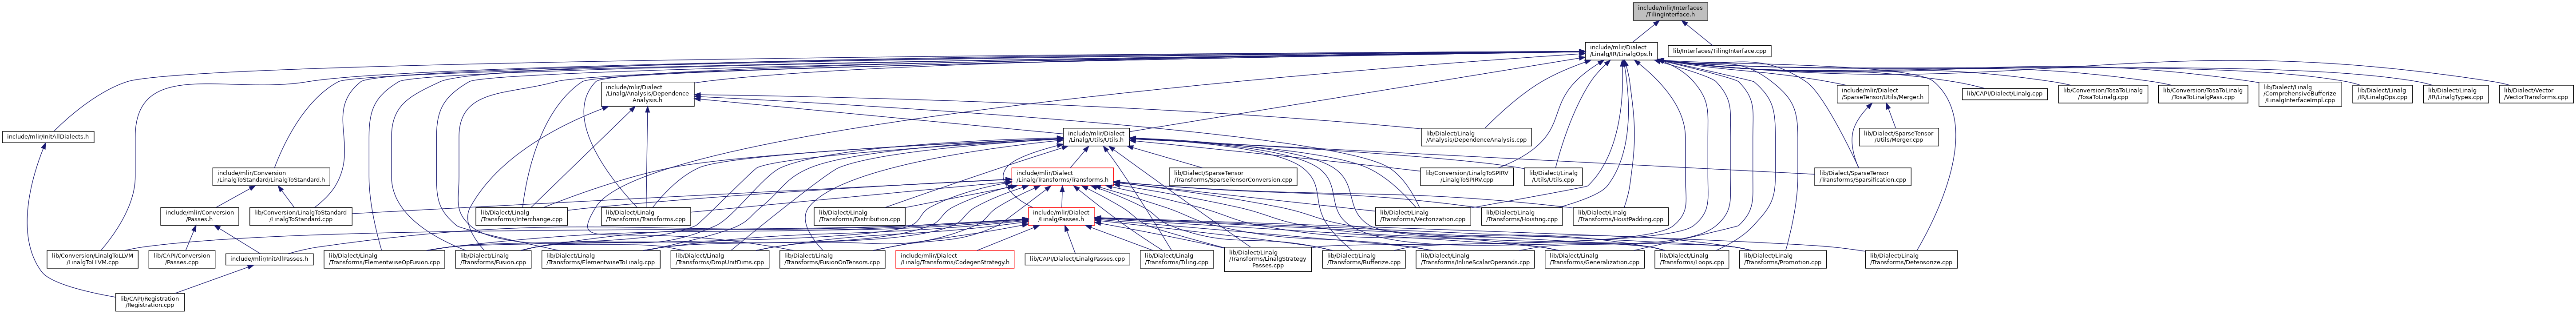 include/mlir/Interfaces
/TilingInterface.h
include/mlir/Dialect
/Linalg/IR/LinalgOps.h
lib/Interfaces/TilingInterface.cpp
include/mlir/Dialect
/Linalg/Analysis/Dependence
Analysis.h
include/mlir/Dialect
/SparseTensor/Utils/Merger.h
lib/CAPI/Dialect/Linalg.cpp
lib/Conversion/TosaToLinalg
/TosaToLinalg.cpp
lib/Conversion/TosaToLinalg
/TosaToLinalgPass.cpp
lib/Dialect/Linalg
/ComprehensiveBufferize
/LinalgInterfaceImpl.cpp
lib/Dialect/Linalg
/IR/LinalgOps.cpp
lib/Dialect/Linalg
/IR/LinalgTypes.cpp
lib/Dialect/Vector
/VectorTransforms.cpp
include/mlir/InitAllDialects.h
include/mlir/Dialect
/Linalg/Utils/Utils.h
lib/Dialect/Linalg
/Analysis/DependenceAnalysis.cpp
lib/Dialect/SparseTensor
/Utils/Merger.cpp
include/mlir/Conversion
/LinalgToStandard/LinalgToStandard.h
include/mlir/Dialect
/Linalg/Transforms/Transforms.h
lib/Dialect/SparseTensor
/Transforms/SparseTensorConversion.cpp
lib/Conversion/LinalgToSPIRV
/LinalgToSPIRV.cpp
lib/Dialect/Linalg
/Utils/Utils.cpp
lib/Dialect/SparseTensor
/Transforms/Sparsification.cpp
include/mlir/Conversion
/Passes.h
lib/Conversion/LinalgToStandard
/LinalgToStandard.cpp
lib/Dialect/Linalg
/Transforms/Interchange.cpp
lib/Dialect/Linalg
/Transforms/Transforms.cpp
lib/Dialect/Linalg
/Transforms/Distribution.cpp
include/mlir/Dialect
/Linalg/Passes.h
lib/Dialect/Linalg
/Transforms/Vectorization.cpp
lib/Dialect/Linalg
/Transforms/Hoisting.cpp
lib/Dialect/Linalg
/Transforms/HoistPadding.cpp
lib/Conversion/LinalgToLLVM
/LinalgToLLVM.cpp
lib/CAPI/Conversion
/Passes.cpp
include/mlir/InitAllPasses.h
lib/Dialect/Linalg
/Transforms/ElementwiseOpFusion.cpp
lib/Dialect/Linalg
/Transforms/Fusion.cpp
lib/Dialect/Linalg
/Transforms/ElementwiseToLinalg.cpp
lib/Dialect/Linalg
/Transforms/DropUnitDims.cpp
lib/Dialect/Linalg
/Transforms/FusionOnTensors.cpp
include/mlir/Dialect
/Linalg/Transforms/CodegenStrategy.h
lib/CAPI/Dialect/LinalgPasses.cpp
lib/Dialect/Linalg
/Transforms/Tiling.cpp
lib/Dialect/Linalg
/Transforms/LinalgStrategy
Passes.cpp
lib/Dialect/Linalg
/Transforms/Bufferize.cpp
lib/Dialect/Linalg
/Transforms/InlineScalarOperands.cpp
lib/Dialect/Linalg
/Transforms/Generalization.cpp
lib/Dialect/Linalg
/Transforms/Loops.cpp
lib/Dialect/Linalg
/Transforms/Promotion.cpp
lib/Dialect/Linalg
/Transforms/Detensorize.cpp
lib/CAPI/Registration
/Registration.cpp